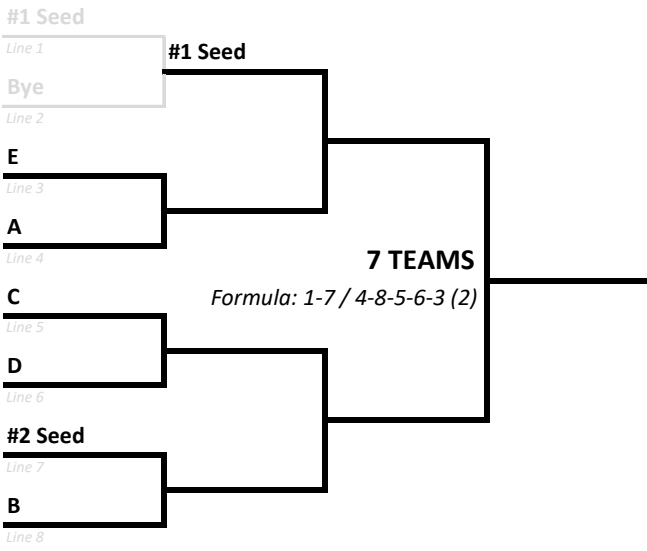 #1 Seed
Line 1
#1 Seed
Bye
Line 2
E
Line 3
A
Line 4
7 TEAMS
C
Formula: 1-7 / 4-8-5-6-3 (2)
Line 5
D
Line 6
#2 Seed
Line 7
B
Line 8